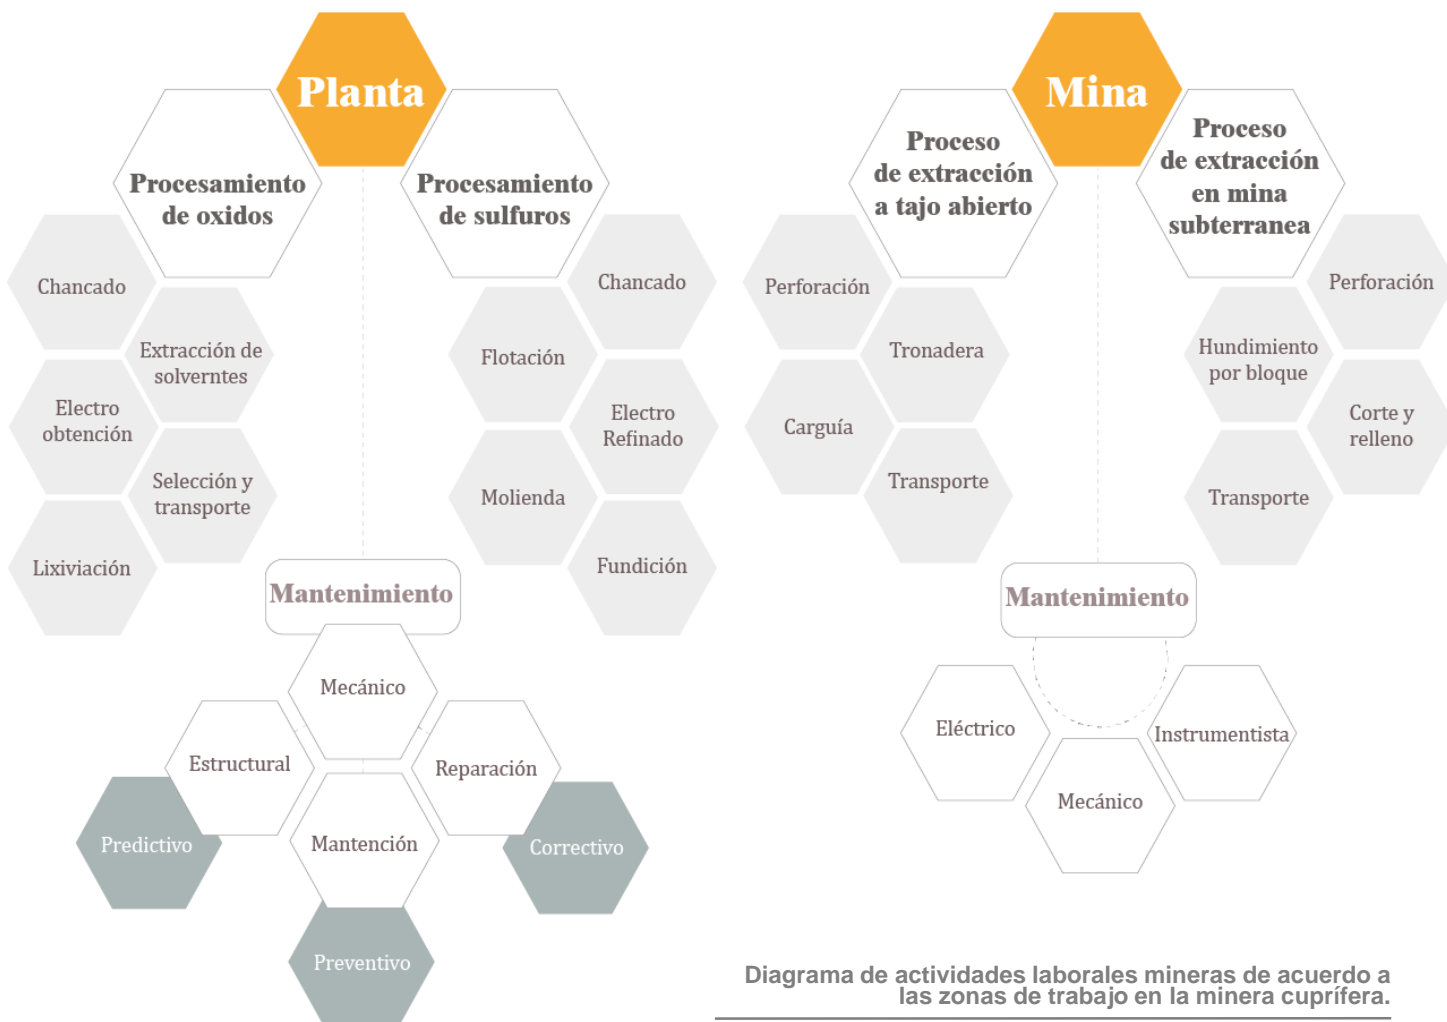 Planta
Procesamiento
de oxidos
Procesamiento
de sulfuros
Chancado
Extracción de
solverntes
Electro
obtención
Selección y
transporte
Lixiviación
Chancado
Flotación
Electro
Refinado
Molienda
Fundición
Mantenimiento
Mecánico
Estructural
Reparación
Mantención
Predictivo
Correctivo
Preventivo
Mina
Proceso
de extracción
a tajo abierto
Proceso
de extracción
en mina
subterranea
Perforación
Tronadera
Carguía
Transporte
Perforación
Hundimiento
por bloque
Corte y
relleno
Transporte
Mantenimiento
Eléctrico
Instrumentista
Mecánico
Diagrama de actividades laborales mineras de acuerdo a
las zonas de trabajo en la minera cuprífera.